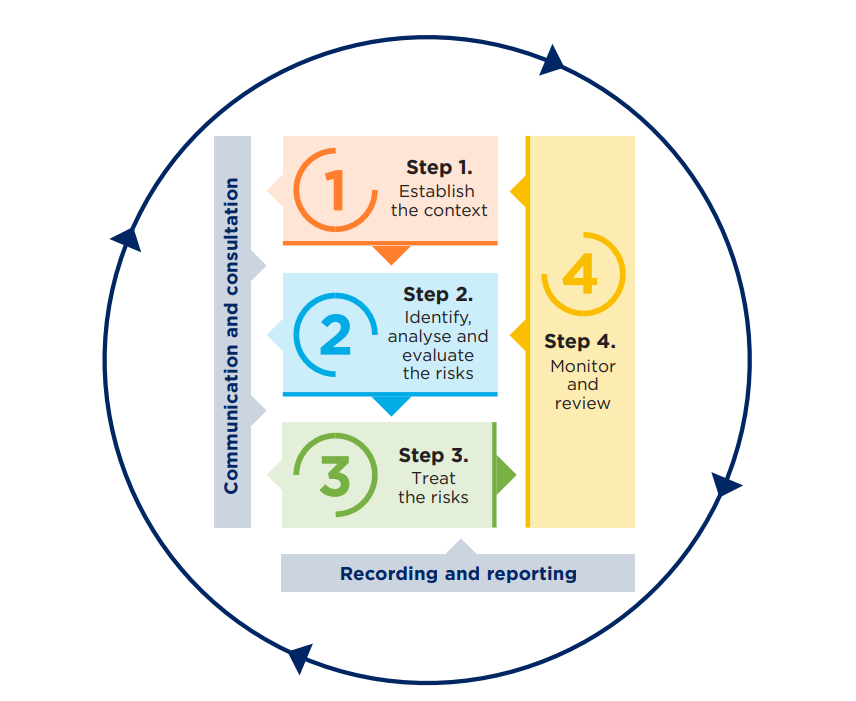 Communication and consultation
1
Step 1.
Establish
the context
2
Step 2.
Identify,
analyse and
evaluate
the risks
3
Step 3.
Treat
the risks
4
Step 4.
Monitor
and
review
Recording and reporting